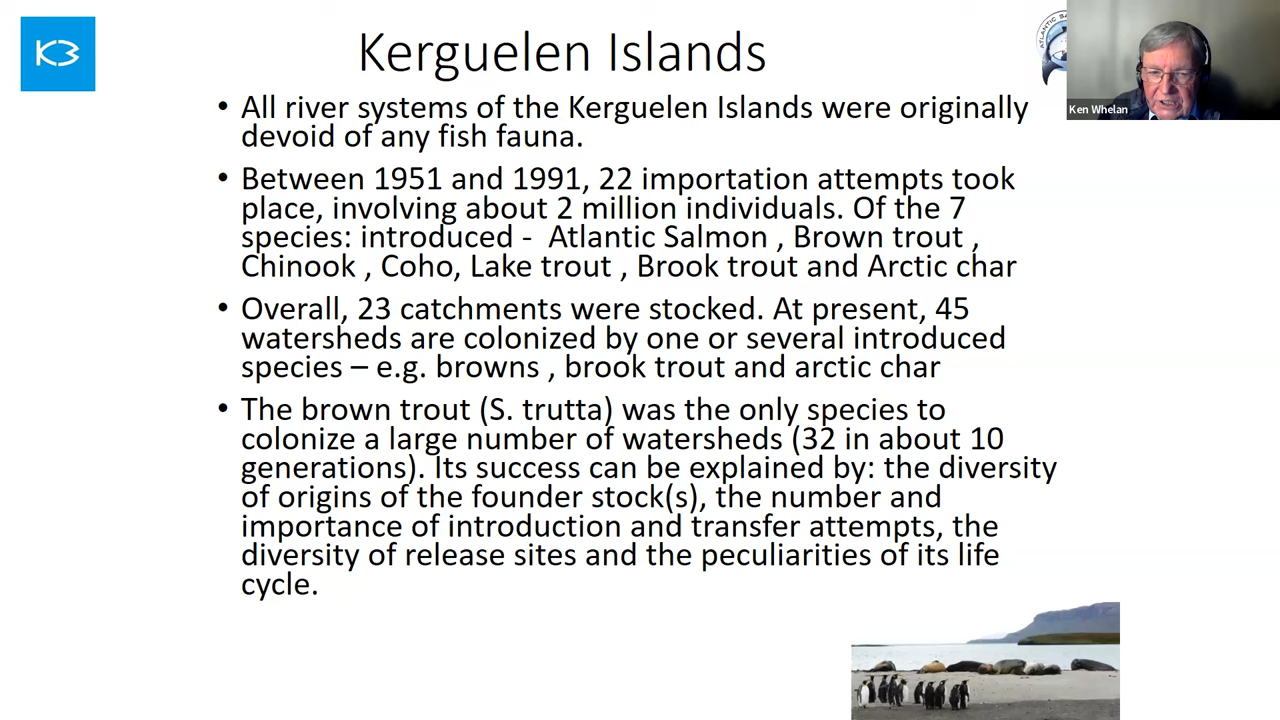 K3
Kerguelen Islands
ATLANTIC SA
Ken Whelan
• All river systems of the Kerguelen Islands were originally
devoid of any fish fauna.
• Between 1951 and 1991, 22 importation attempts took
place, involving about 2 million individuals. Of the 7
species: introduced - Atlantic Salmon , Brown trout ,
Chinook , Coho, Lake trout , Brook trout and Arctic char
• Overall, 23 catchments were stocked. At present, 45
watersheds are colonized by one or several introduced
species – e.g. browns , brook trout and arctic char
• The brown trout (S. trutta) was the only species to
colonize a large number of watersheds (32 in about 10
generations). Its success can be explained by: the diversity
of origins of the founder stock(s), the number and
importance of introduction and transfer attempts, the
diversity of release sites and the peculiarities of its life
cycle.